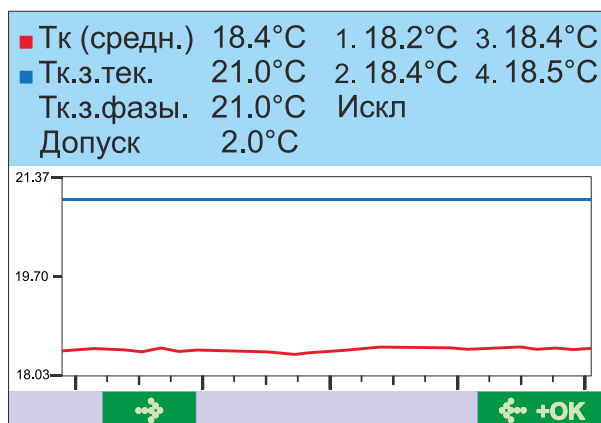 Тк (средн.) 18.4°C 1. 18.2°C 3. 18.4°C
Тк.з.тек. 21.0°C 2. 18.4°C 4. 18.5°C
Тк.з.фазы. 21.0°C Искл
Допуск 2.0°C
21.37
19.70
18.03
+OK